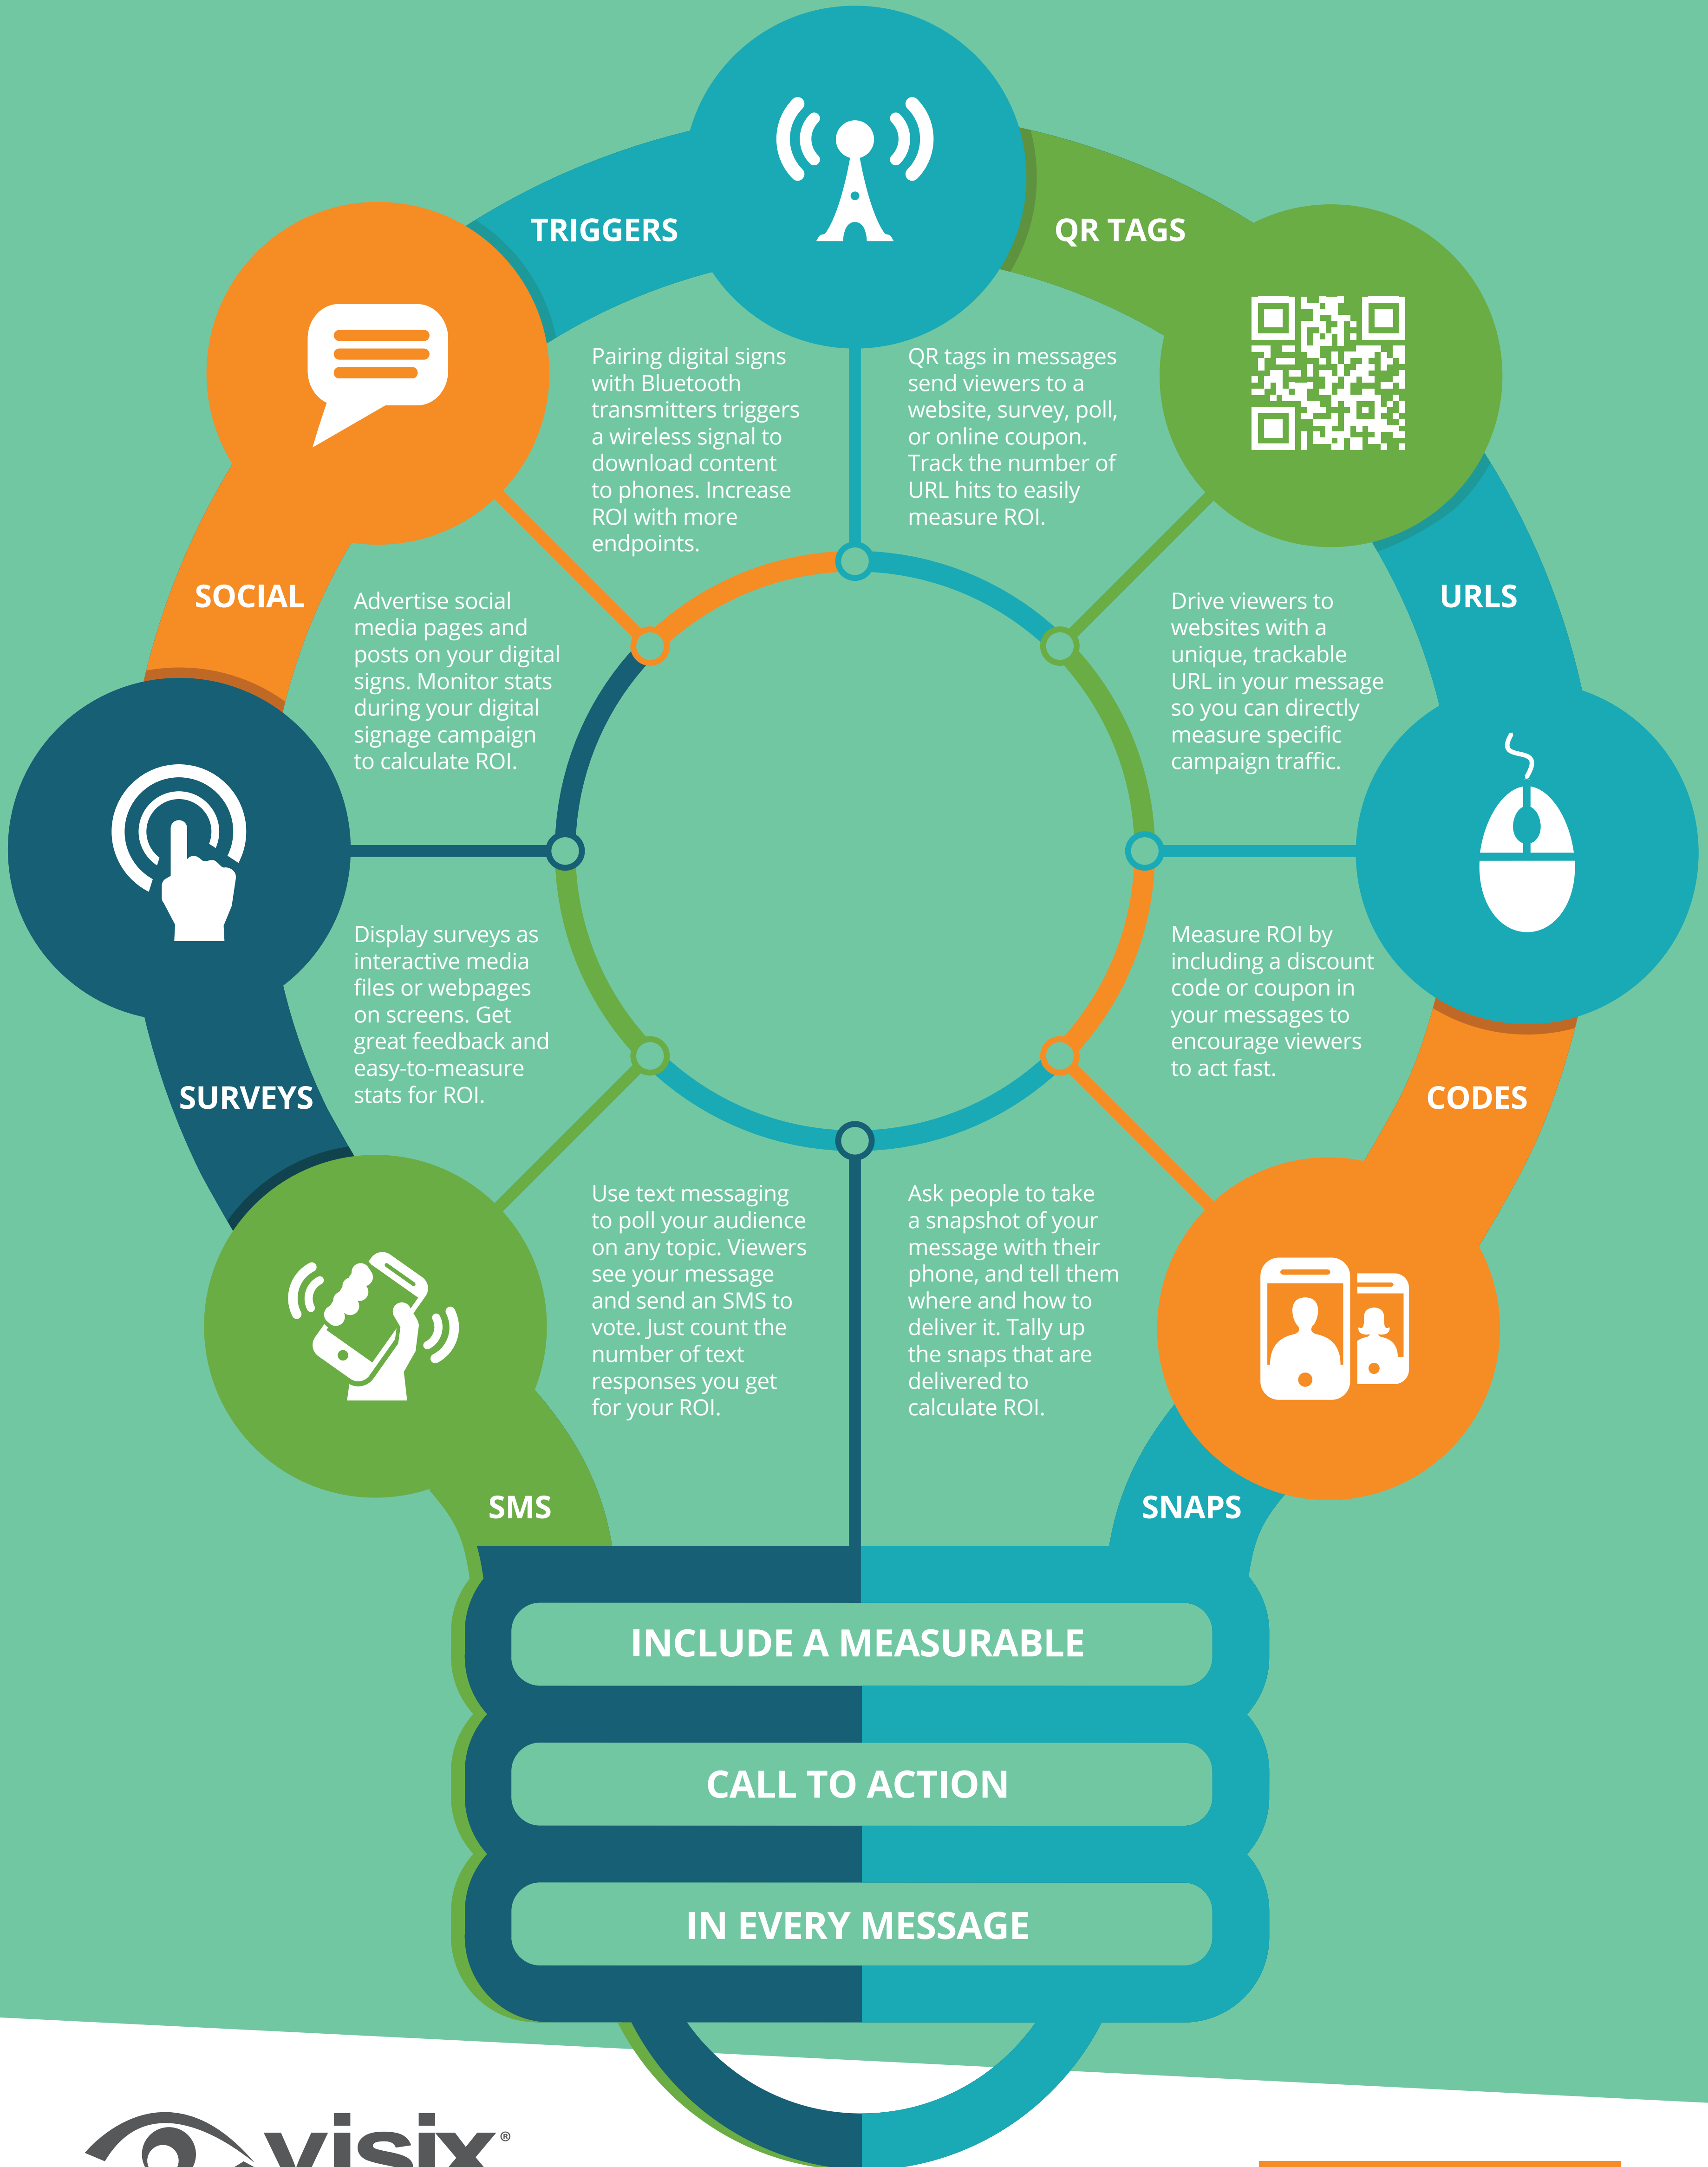 TRIGGERS
Pairing digital signs
with Bluetooth
transmitters triggers
a wireless signal to
download content
to phones. Increase
ROI with more
endpoints.
QR TAGS
QR tags in messages
send viewers to a
website, survey, poll,
or online coupon.
Track the number of
URL hits to easily
measure ROI.
SOCIAL
Advertise social
media pages and
posts on your digital
signs. Monitor stats
during your digital
signage campaign
to calculate ROI.
URLS
Drive viewers to
websites with a
unique, trackable
URL in your message
so you can directly
measure specific
campaign traffic.
SURVEYS
Display surveys as
interactive media
files or webpages
on screens. Get
great feedback and
easy-to-measure
stats for ROI.
CODES
Measure ROI by
including a discount
code or coupon in
your messages to
encourage viewers
to act fast.
SMS
Use text messaging
to poll your audience
on any topic. Viewers
see your message
and send an SMS to
vote. Just count the
number of text
responses you get
for your ROI.
SNAPS
Ask people to take
a snapshot of your
message with their
phone, and tell them
where and how to
deliver it. Tally up
the snaps that are
delivered to
calculate ROI.
INCLUDE A MEASURABLE
CALL TO ACTION
IN EVERY MESSAGE
visix®